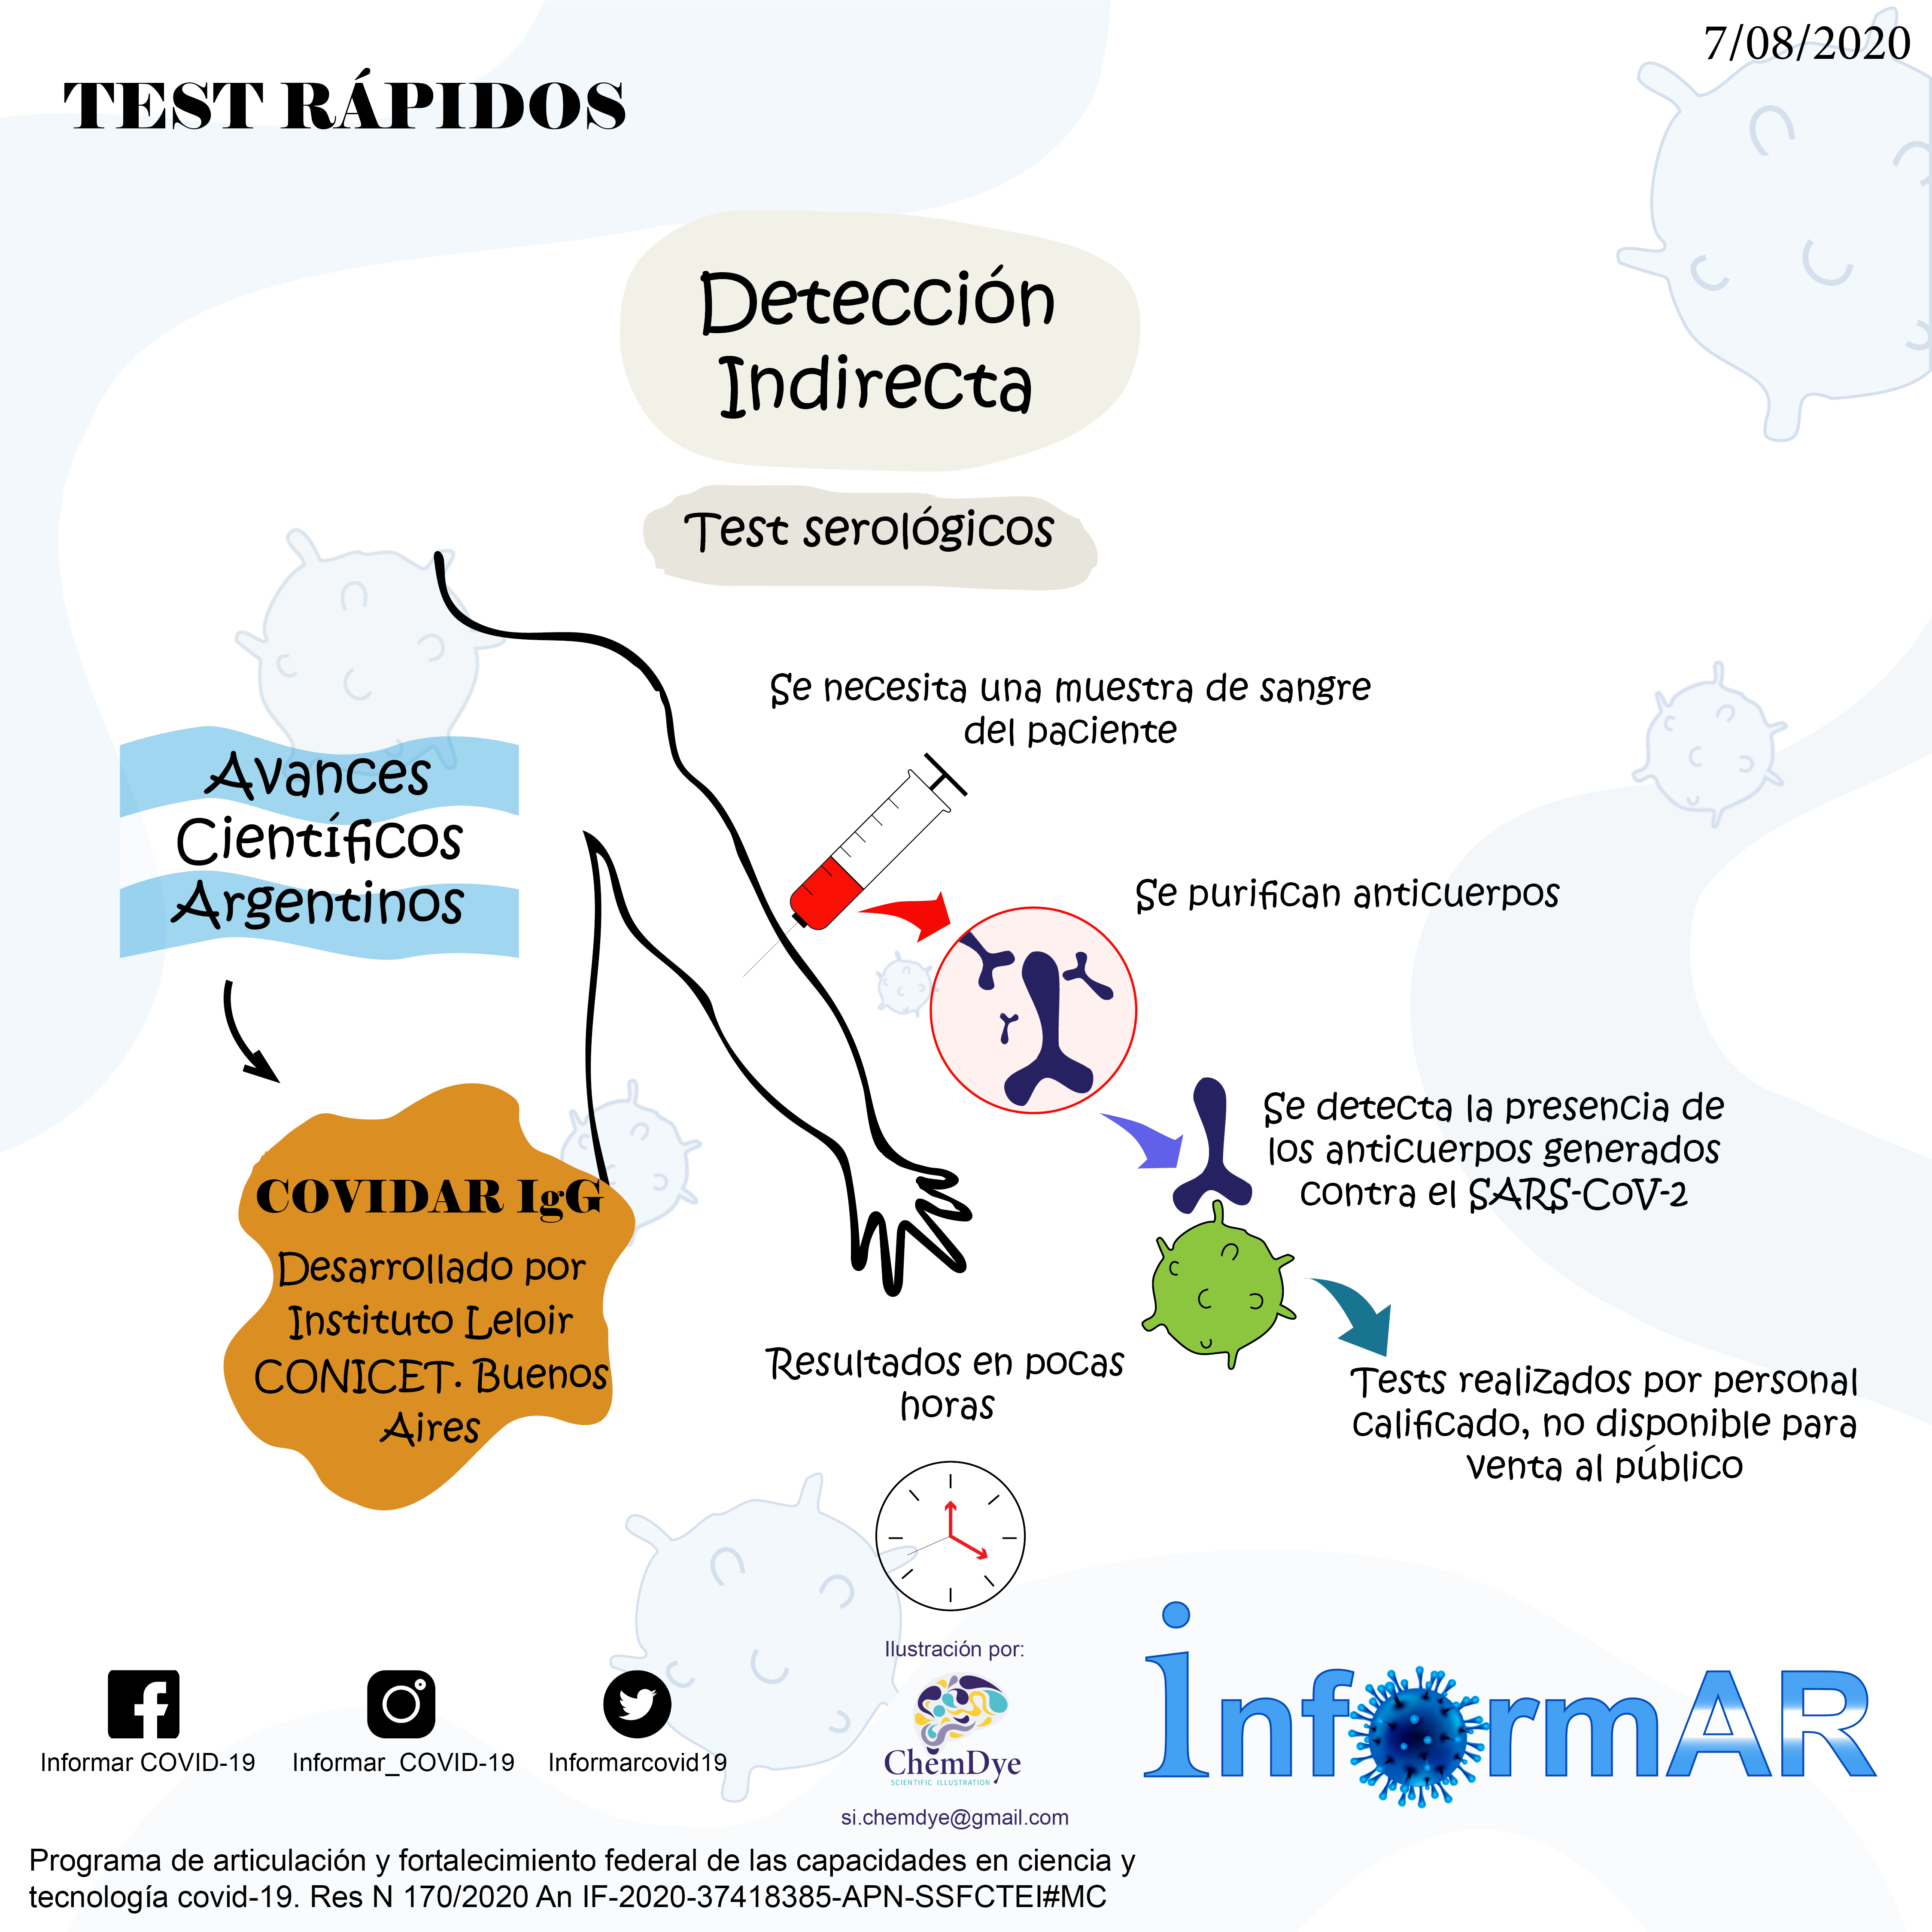 7/08/2020
TEST RÁPIDOS
Detección
Indirecta
Test serológicos
Se necesita una muestra de sangre
del paciente
Avances
Científicos
Argentinos
Se purifican anticuerpos
Se detecta la presencia de
los anticuerpos generados
contra el SARS-CoV-2
COVIDAR IgG
Desarrollado por
Instituto Leloir
CONICET. Buenos
Aires
Resultados en pocas
horas
Tests realizados por personal
calificado, no disponible para
venta al público
Informar COVID-19
Informar_COVID-19
Informarcovid19
Ilustración por:
ChemDye
SCIENTIFIC ILLUSTRATION
si.chemdye@gmail.com
informAR
Programa de articulación y fortalecimiento federal de las capacidades en ciencia y
tecnología covid-19. Res N 170/2020 An IF-2020-37418385-APN-SSFCTEI#MC